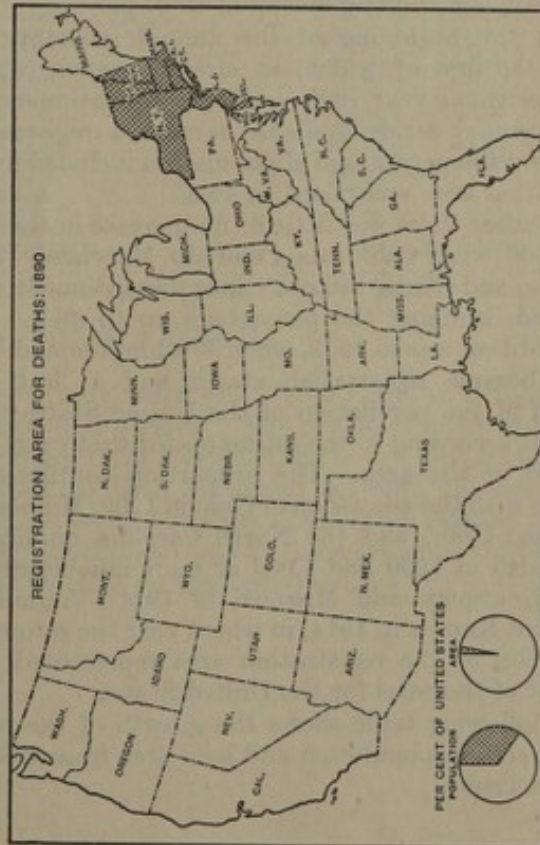 REGISTRATION AREA FOR DEATHS: 1890
WASH.
OREGON
CAL.
NEV.
IDAHO
MONT.
WYO.
UTAH
ARIZ.
COLO.
N. MEX.
N. DAK.
S. DAK.
NEBR.
KANS.
OKLA.
TEXAS
MINN.
IOWA
MO.
ARK.
LA.
WIS.
ILL.
MICH.
IND.
OHIO
KY.
TENN.
MISS.
ALA.
GA.
FLA.
S. C.
N. C.
VA.
W. VA.
PA.
N.Y.
MAINE
PER CENT OF UNITED STATES
POPULATION
AREA